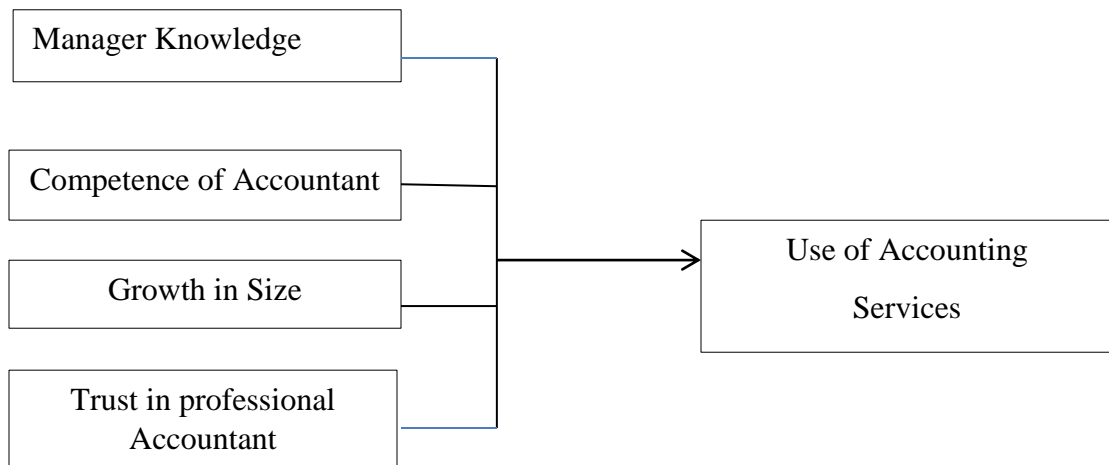 Manager Knowledge
Competence of Accountant
Growth in Size
Trust in professional
Accountant
Use of Accounting
Services